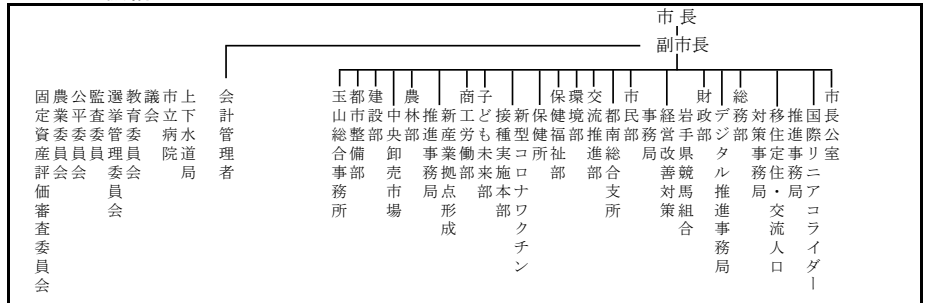 市長
副市長
市長公室
国際リニアコライダー
推進事務局
移住定住・交流人口
対策事務局
総務部
デジタル推進事務局
財政部
岩手県競馬組合
経営改善対策
事務局
市民部
都南総合支所
交流推進部
環境部
保健福祉部
保健所
新型コロナワクチン
接種実施本部
子ども未来部
商工労働部
新産業拠点形成
推進事務局
農林部
中央卸売市場
建設部
都市整備部
玉山総合事務所
会計管理者
上下水道局
市立病院
議会
教育委員会
選挙管理委員会
監査委員
公平委員会
農業委員会
固定資産評価審査委員会